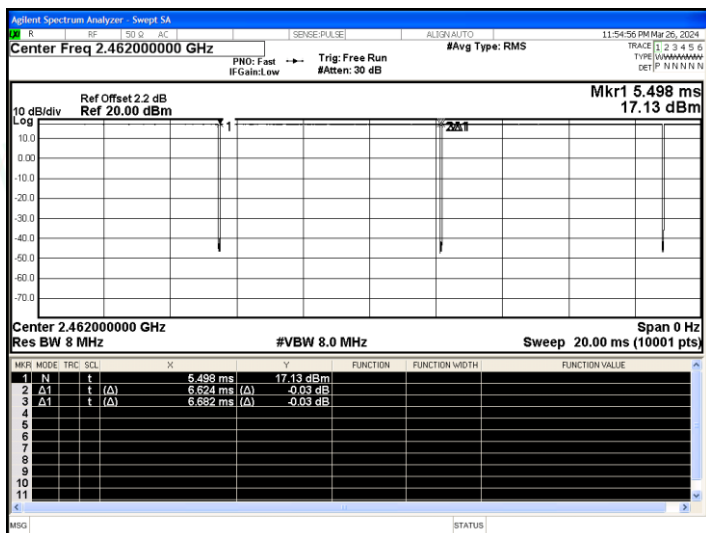 Agilent Spectrum Analyzer - Swept SA
LXI R RF 50 Ω AC SENSE:PULSE ALIGN AUTO 11:54:56 PM Mar 26, 2024
Center Freq 2.462000000 GHz #Avg Type: RMS TRACE 1 2 3 4 5 6
PNO: Fast Trig: Free Run TYPE WWWWWW
IFGain:Low #Atten: 30 dB DET P N N N N N
Mkr1 5.498 ms
Ref Offset 2.2 dB
10 dB/div Ref 20.00 dBm 17.13 dBm
Log
1
10.0
0.00
-10.0
-20.0
-30.0
-40.0
-50.0
-60.0
-70.0
Center 2.462000000 GHz Span 0 Hz
Res BW 8 MHz #VBW 8.0 MHz Sweep 20.00 ms (10001 pts)
MKR MODE TRC SCL X Y FUNCTION FUNCTION WIDTH FUNCTION VALUE
1 N t 5.498 ms 17.13 dBm
2 Δ1 t (Δ) 6.624 ms (Δ) -0.03 dB
3 Δ1 t (Δ) 6.682 ms (Δ) -0.03 dB
4
5
6
7
8
9
10
11
MSG STATUS